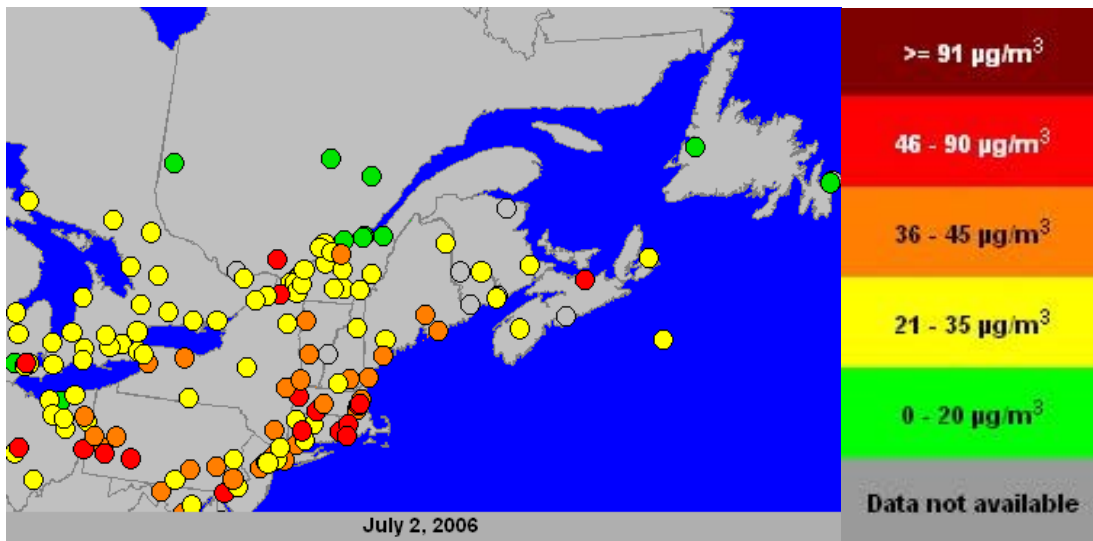 >= 91 µg/m³
46 - 90 µg/m³
36 - 45 µg/m³
21 - 35 µg/m³
0 - 20 µg/m³
Data not available
July 2, 2006